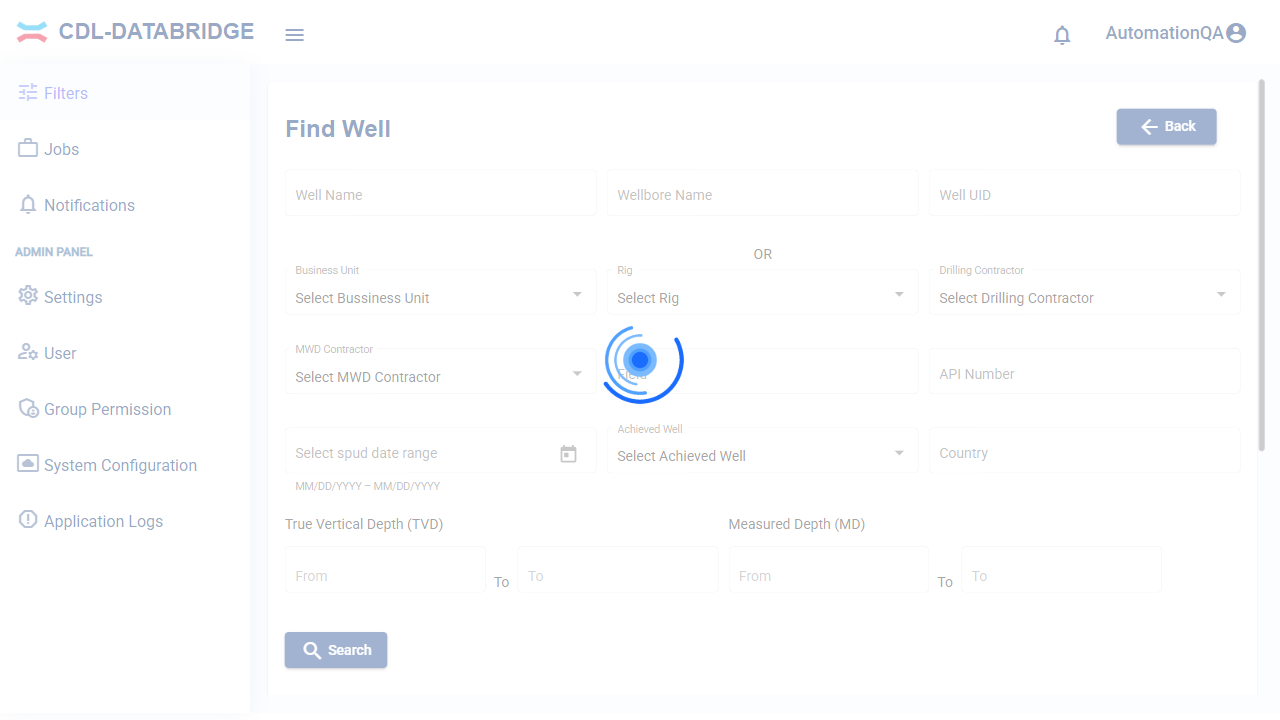 CDL-DATABRIDGE
AutomationQA
Filters
Jobs
Notifications
ADMIN PANEL
Settings
User
Group Permission
System Configuration
Application Logs
Find Well
Back
Well Name
Wellbore Name
Well UID
OR
Business Unit
Rig
Drilling Contractor
Select Bussiness Unit
Select Rig
Select Drilling Contractor
MWD Contractor
Select MWD Contractor
Field
API Number
Achieved Well
Select spud date range
Select Achieved Well
Country
MM/DD/YYYY – MM/DD/YYYY
True Vertical Depth (TVD)
Measured Depth (MD)
From
To
To
From
To
To
Search